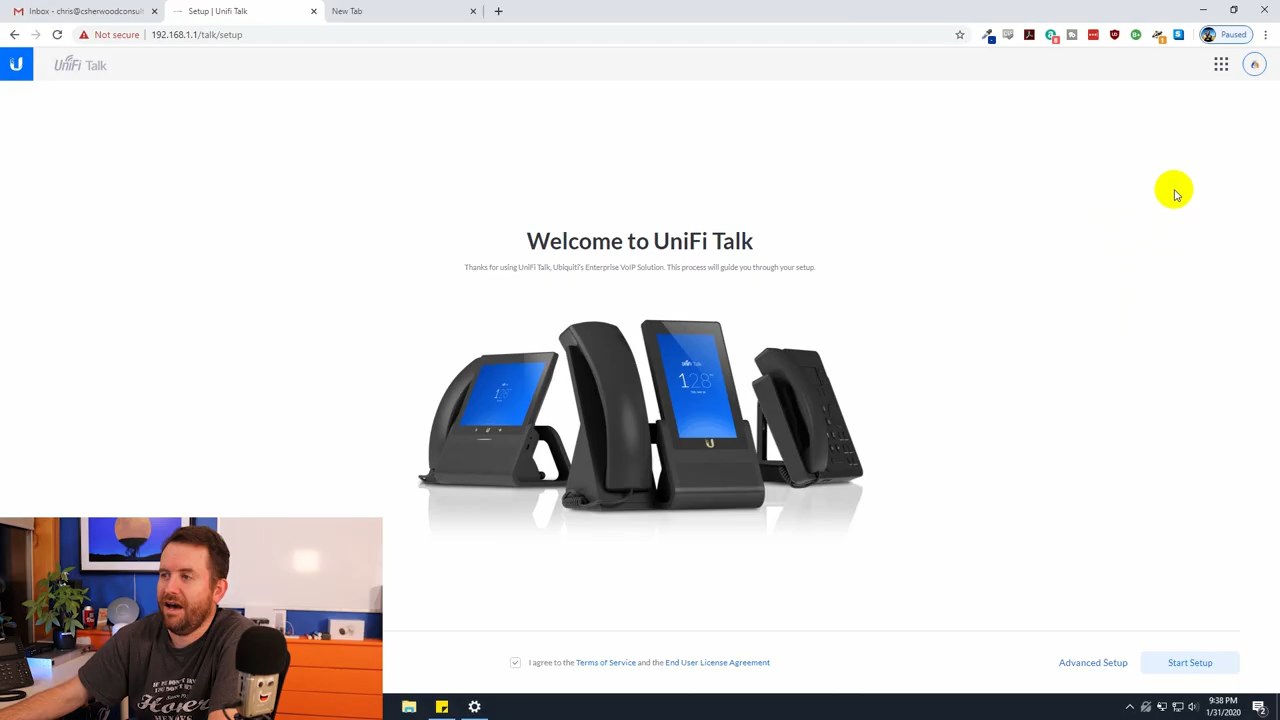 Inbox - chris@csherwoodconsult
Setup | Unifi Talk
New Tab
Not secure | 192.168.1.1/talk/setup
Paused
UniFi Talk
Welcome to UniFi Talk
Thanks for using UniFi Talk, Ubiquiti's Enterprise VoIP Solution. This process will guide you through your setup.
128
128
I agree to the Terms of Service and the End User License Agreement
Advanced Setup
Start Setup
9:38 PM
1/31/2020